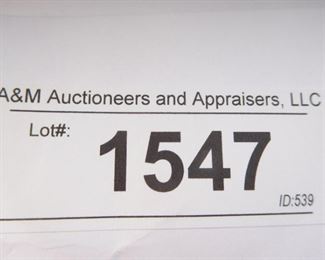 A&M Auctioneers and Appraisers, LLC
Lot#:
1547
ID:539